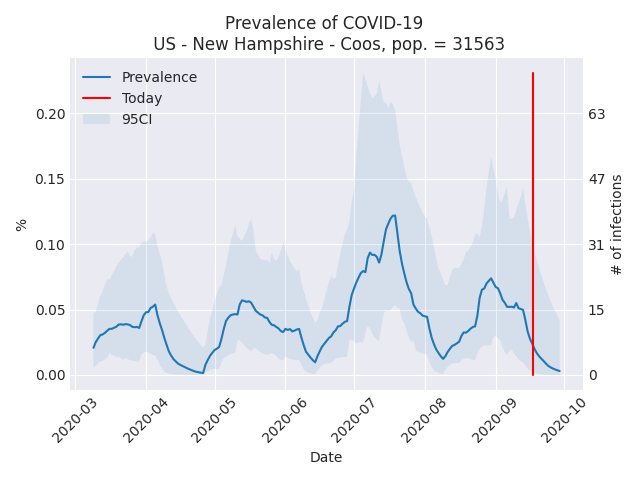 Prevalence of COVID-19
US - New Hampshire - Coos, pop. = 31563
Prevalence
Today
95CI
%
0.20
0.15
0.10
0.05
0.00
63
47
31
15
0
# of infections
2020-03
2020-04
2020-05
2020-06
2020-07
2020-08
2020-09
2020-10
Date